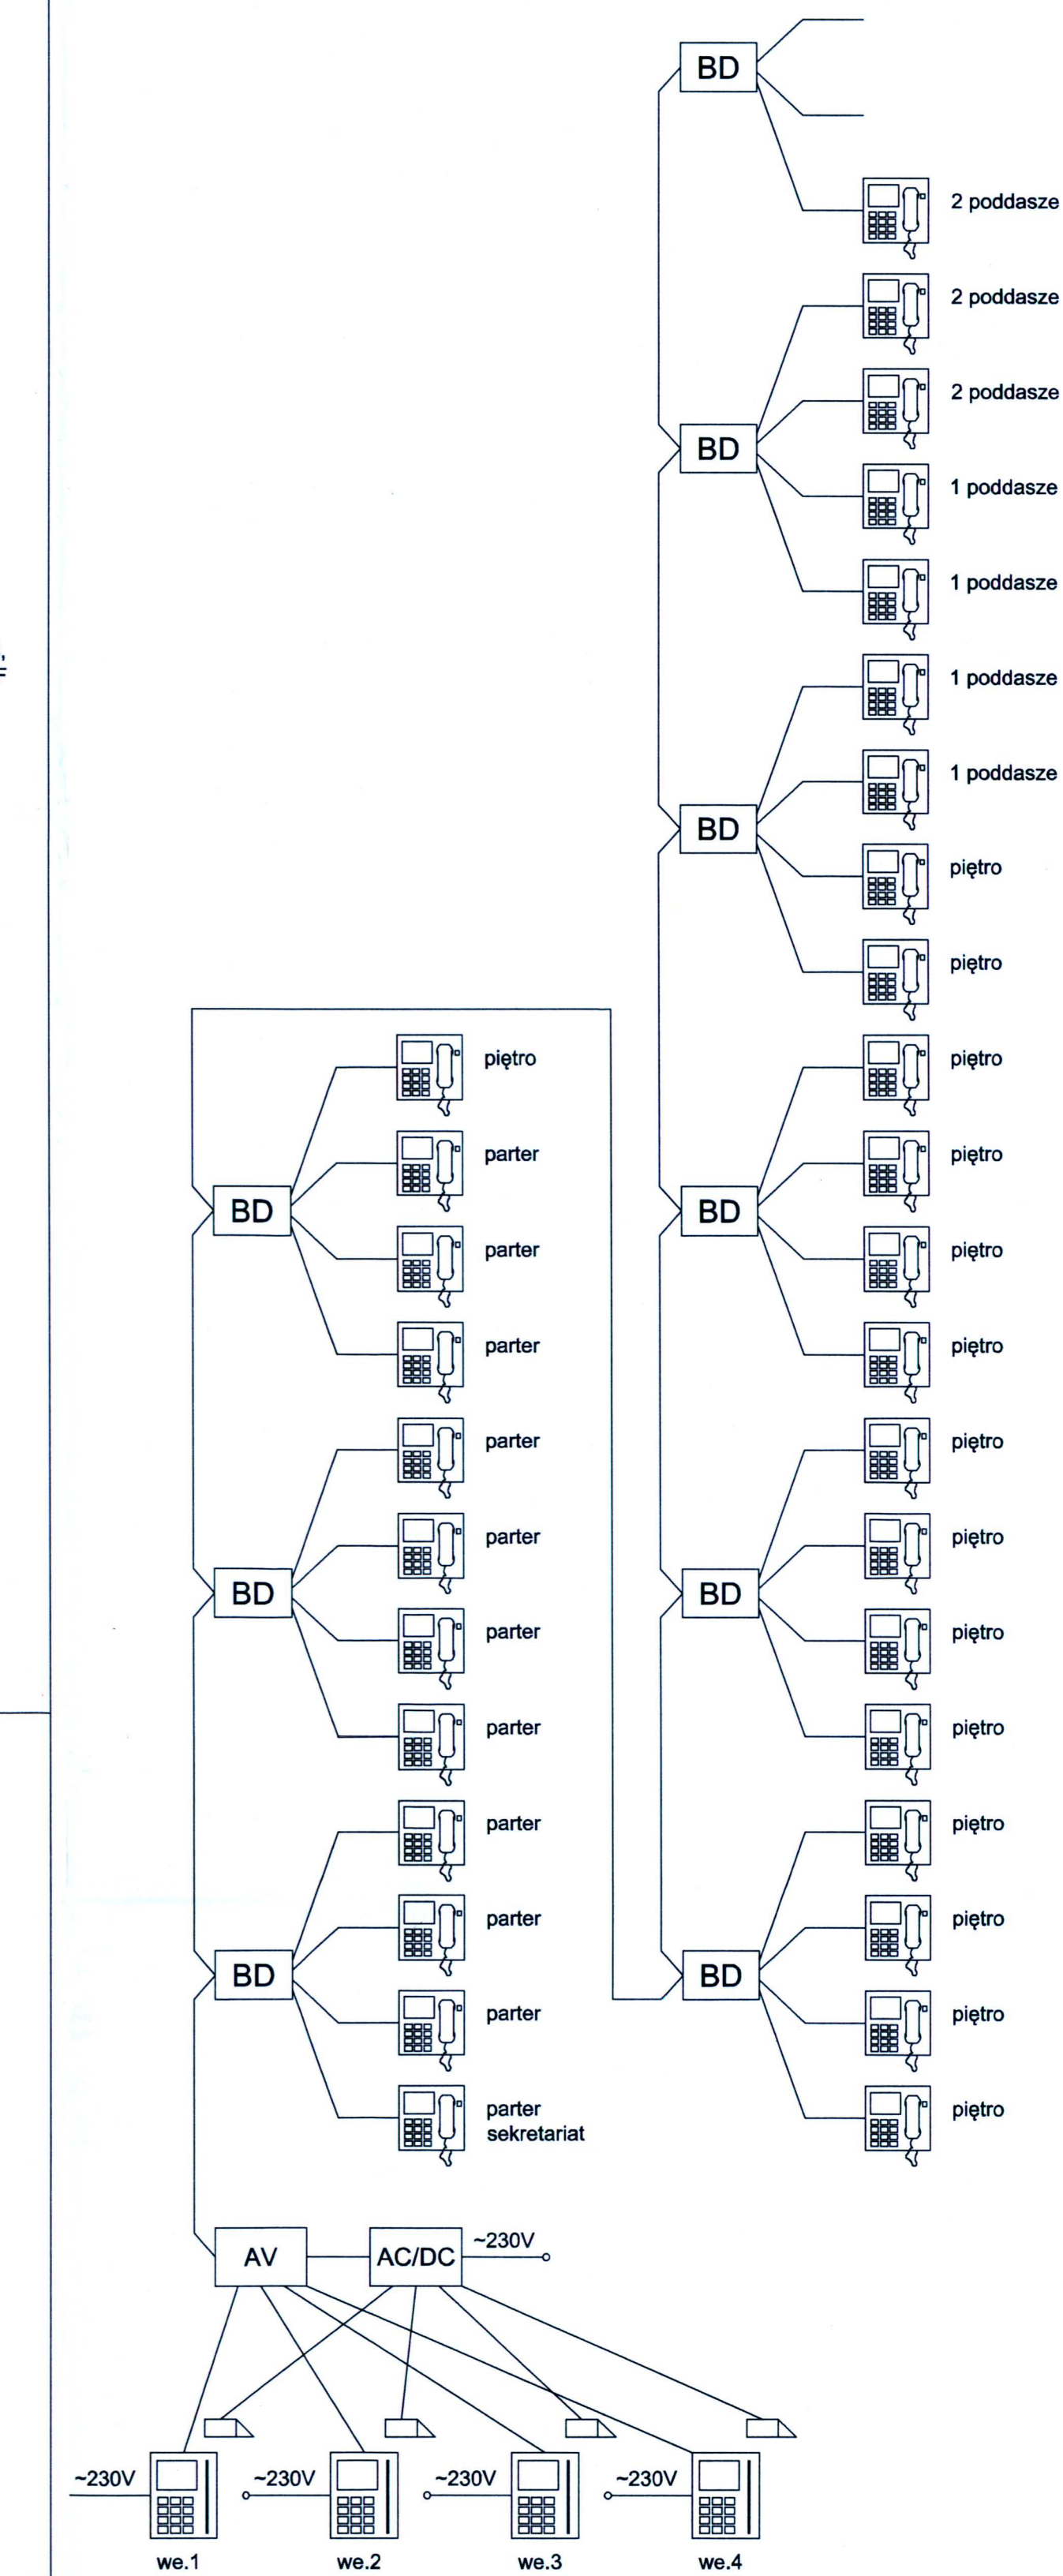 BD
2 poddasze
2 poddasze
2 poddasze
BD
1 poddasze
1 poddasze
1 poddasze
1 poddasze
BD
piętro
piętro
piętro
piętro
piętro
parter
BD
BD
parter
piętro
parter
piętro
parter
piętro
parter
piętro
BD
BD
parter
piętro
parter
piętro
parter
piętro
parter
piętro
BD
BD
parter
piętro
parter
sekretariat
piętro
~230V
AV
AC/DC
~230V
~230V
~230V
~230V
we.1
we.2
we.3
we.4